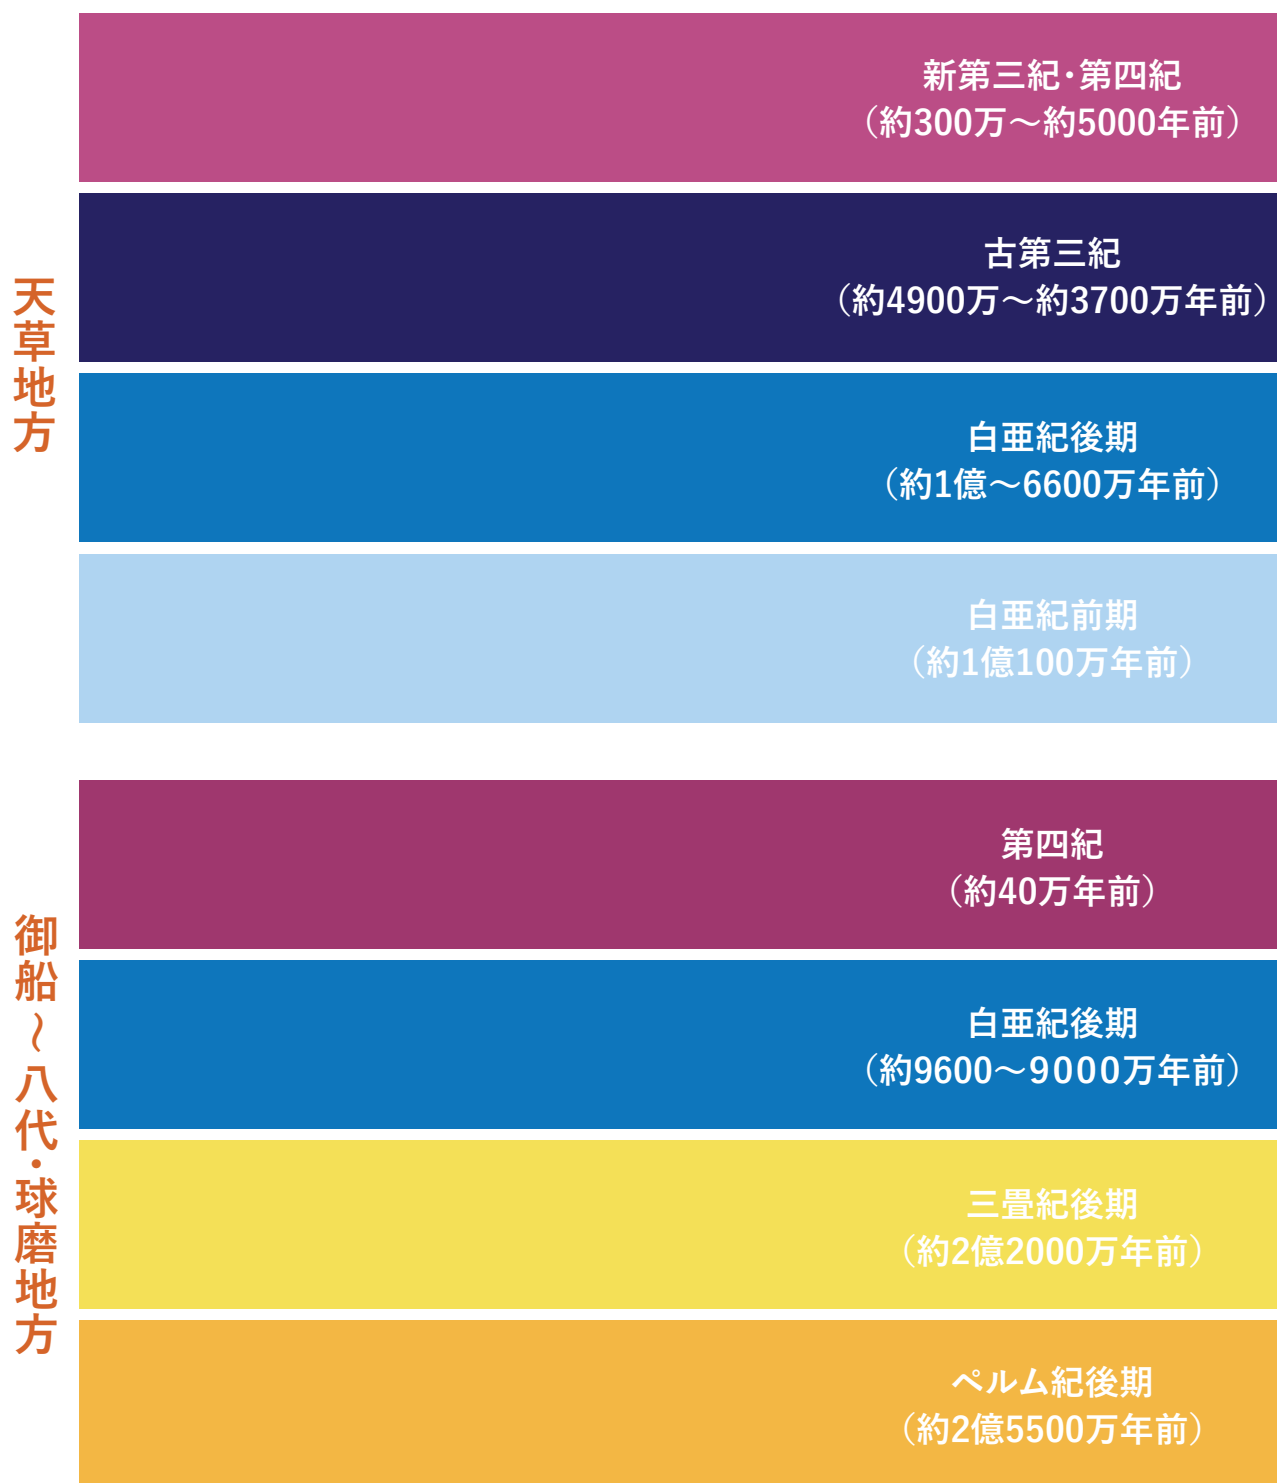 天草地方
新第三紀・第四紀
（約300万～約5000年前）
古第三紀
（約4900万～約3700万年前）
白亜紀後期
（約1億～6600万年前）
白亜紀前期
（約1億100万年前）
御船～八代・球磨地方
第四紀
（約40万年前）
白亜紀後期
（約9600～９０００万年前）
三畳紀後期
（約2億2000万年前）
ペルム紀後期
（約2億5500万年前）